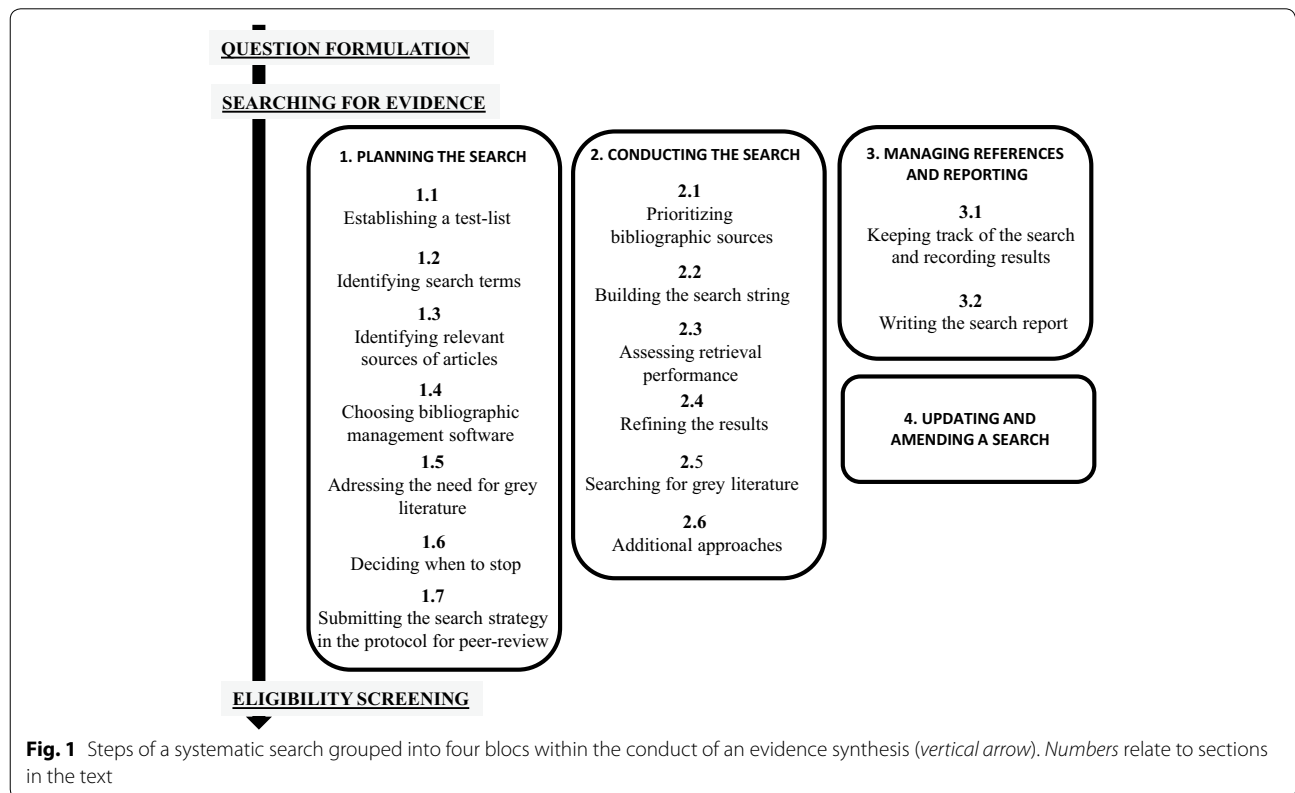 QUESTION FORMULATION
SEARCHING FOR EVIDENCE
1. PLANNING THE SEARCH
1.1
Establishing a test-list
1.2
Identifying search terms
1.3
Identifying relevant
sources of articles
1.4
Choosing bibliographic
management software
1.5
Adressing the need for grey
literature
1.6
Deciding when to stop
1.7
Submitting the search strategy
in the protocol for peer-review
2. CONDUCTING THE SEARCH
2.1
Prioritizing
bibliographic sources
2.2
Building the search string
2.3
Assessing retrieval
performance
2.4
Refining the results
2.5
Searching for grey literature
2.6
Additional approaches
3. MANAGING REFERENCES
AND REPORTING
3.1
Keeping track of the search
and recording results
3.2
Writing the search report
4. UPDATING AND
AMENDING A SEARCH
ELIGIBILITY SCREENING
Fig. 1 Steps of a systematic search grouped into four blocs within the conduct of an evidence synthesis (vertical arrow). Numbers relate to sections
in the text